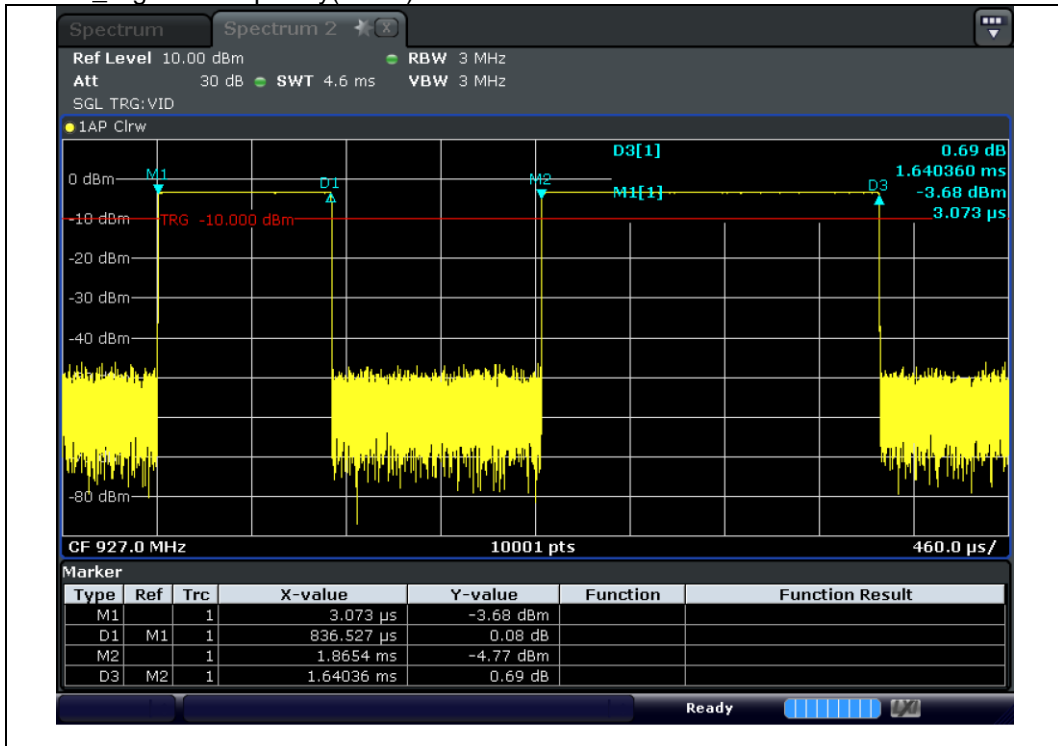 Spectrum Spectrum 2 X
Ref Level 10.00 dBm RBW 3 MHz
Att 30 dB SWT 4.6 ms VBW 3 MHz
SGL TRG:VID
1AP Clrw
D3[1] 0.69 dB
1.640360 ms
M1[1] -3.68 dBm
3.073 µs
M1 D1 M2 D3
0 dBm
-10 dBm
TRG -10.000 dBm
-20 dBm
-30 dBm
-40 dBm
-80 dBm
CF 927.0 MHz 10001 pts 460.0 µs/
Marker
Type Ref Trc X-value Y-value Function Function Result
M1 1 3.073 µs -3.68 dBm
D1 M1 1 836.527 µs 0.08 dB
M2 1 1.8654 ms -4.77 dBm
D3 M2 1 1.64036 ms 0.69 dB
Ready